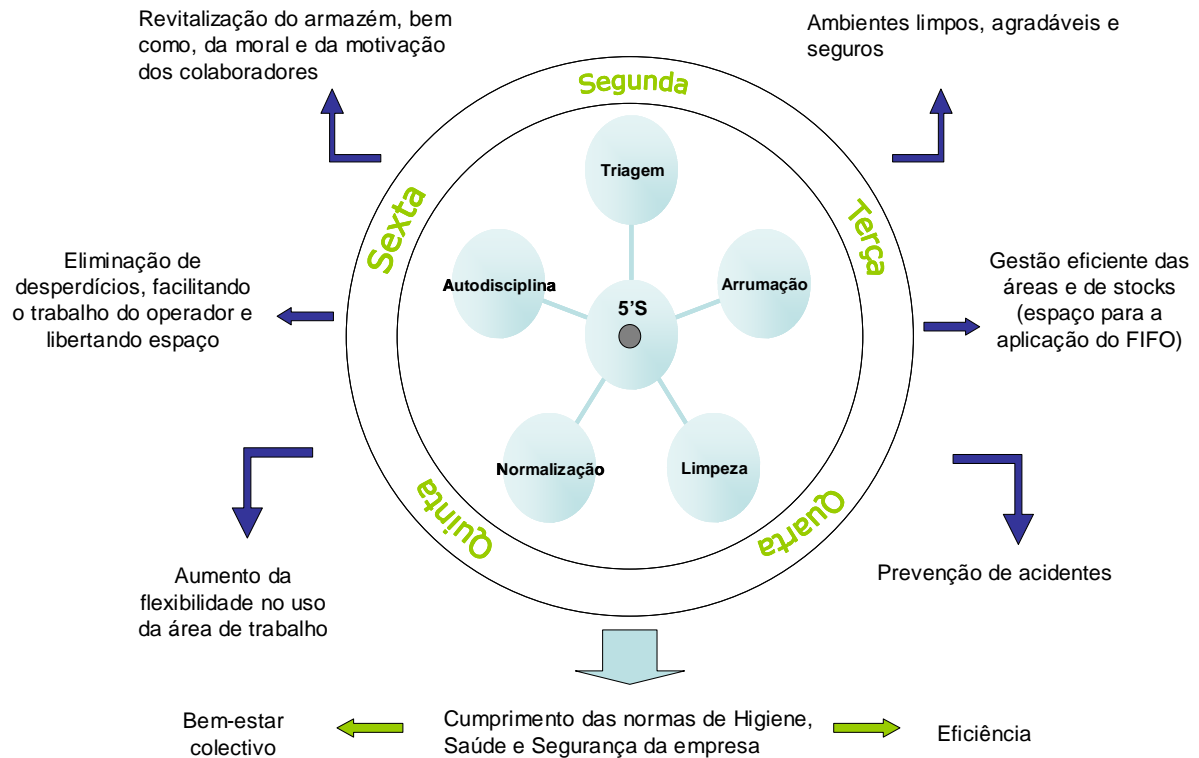 Revitalização do armazém, bem
como, da moral e da motivação
dos colaboradores
Ambientes limpos, agradáveis e
seguros
Segunda
Triagem
Sexta
Terça
Autodisciplina
Arrumação
5'S
Eliminação de
desperdícios, facilitando
o trabalho do operador e
libertando espaço
Gestão eficiente das
áreas e de stocks
(espaço para a
aplicação do FIFO)
Normalização
Limpeza
Quinta
Quarta
Aumento da
flexibilidade no uso
da área de trabalho
Prevenção de acidentes
Bem-estar
colectivo
Cumprimento das normas de Higiene,
Saúde e Segurança da empresa
Eficiência